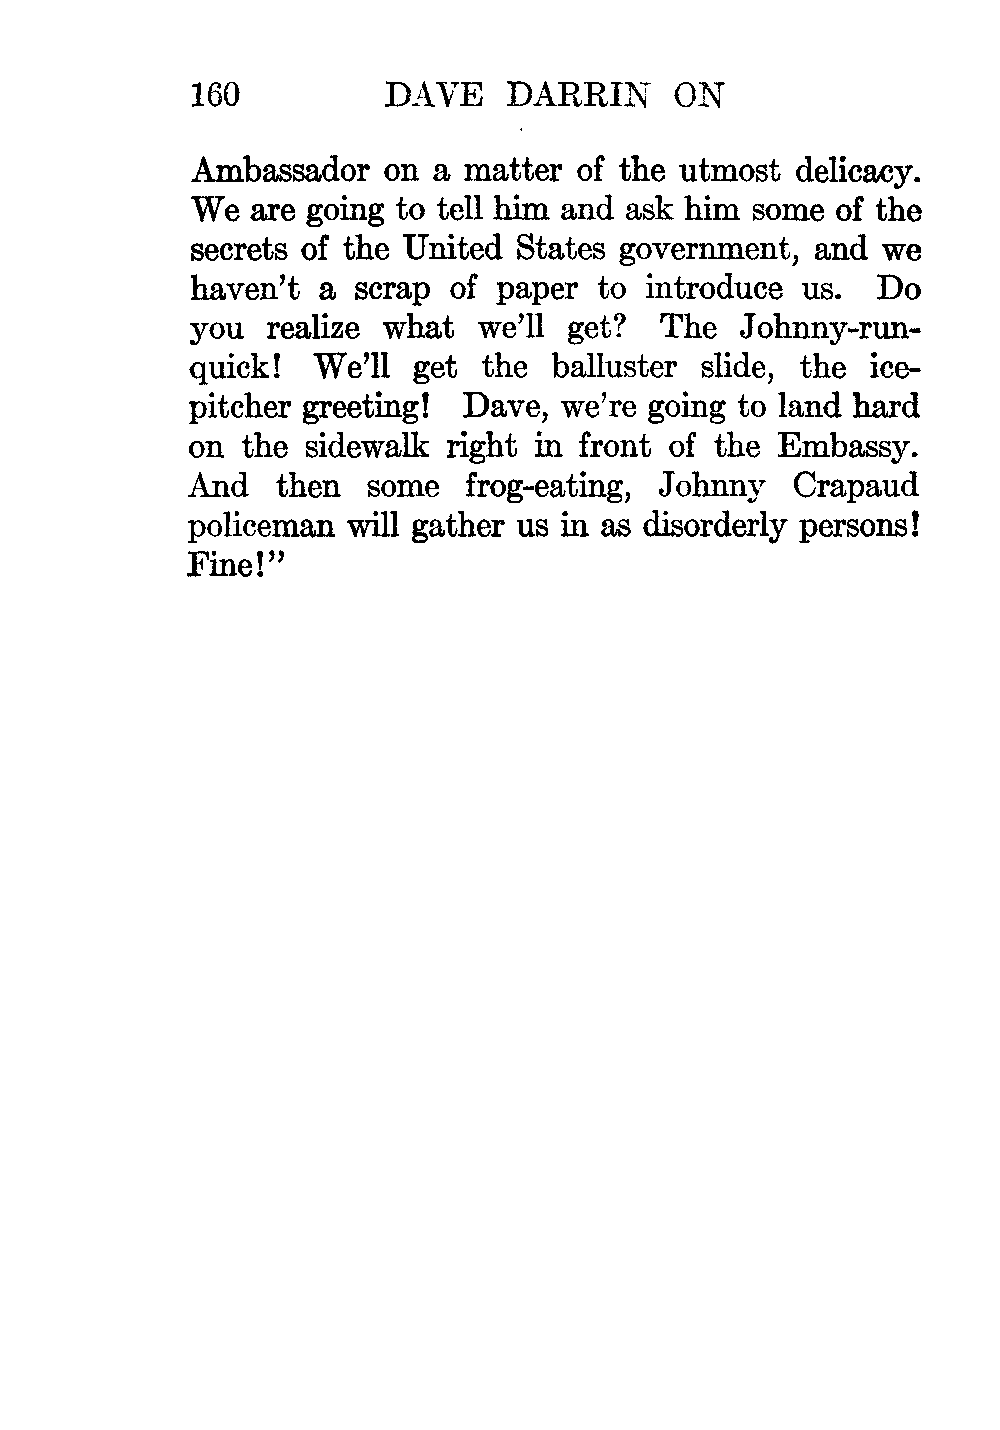 160 DAVE DARRIN ON
Ambassador on a matter of the utmost delicacy.
We are going to tell him and ask him some of the
secrets of the United States government, and we
haven't a scrap of paper to introduce us. Do
you realize what we'll get? The Johnny-run-
quick! We'll get the balluster slide, the ice-
pitcher greeting! Dave, we're going to land hard
on the sidewalk right in front of the Embassy.
And then some frog-eating, Johnny Crapaud
policeman will gather us in as disorderly persons!
Fine!”